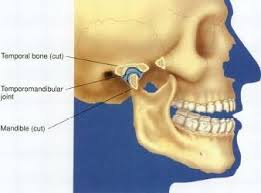 Temporal bone (cut)
Temporomandibular
joint
Mandible (cut)